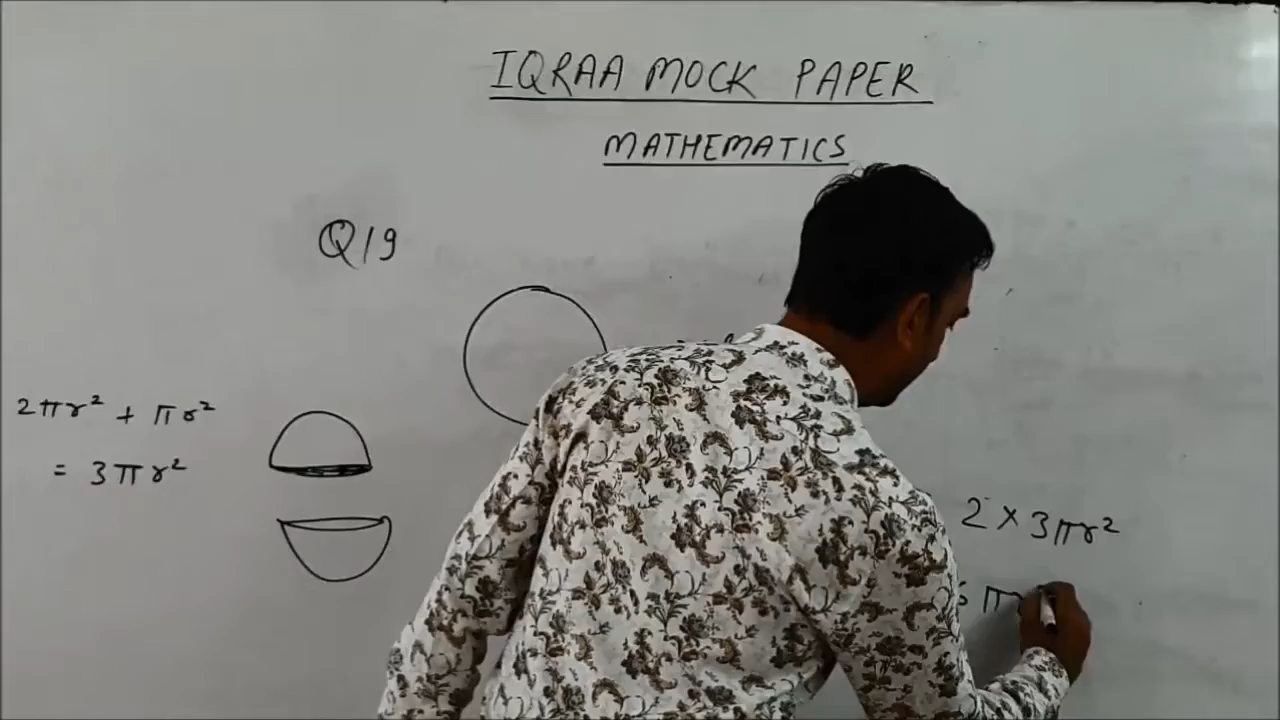 IQRAA MOCK PAPER
MATHEMATICS
Q19
2πr² + πr²
= 3πr²
2 × 3πr²
π